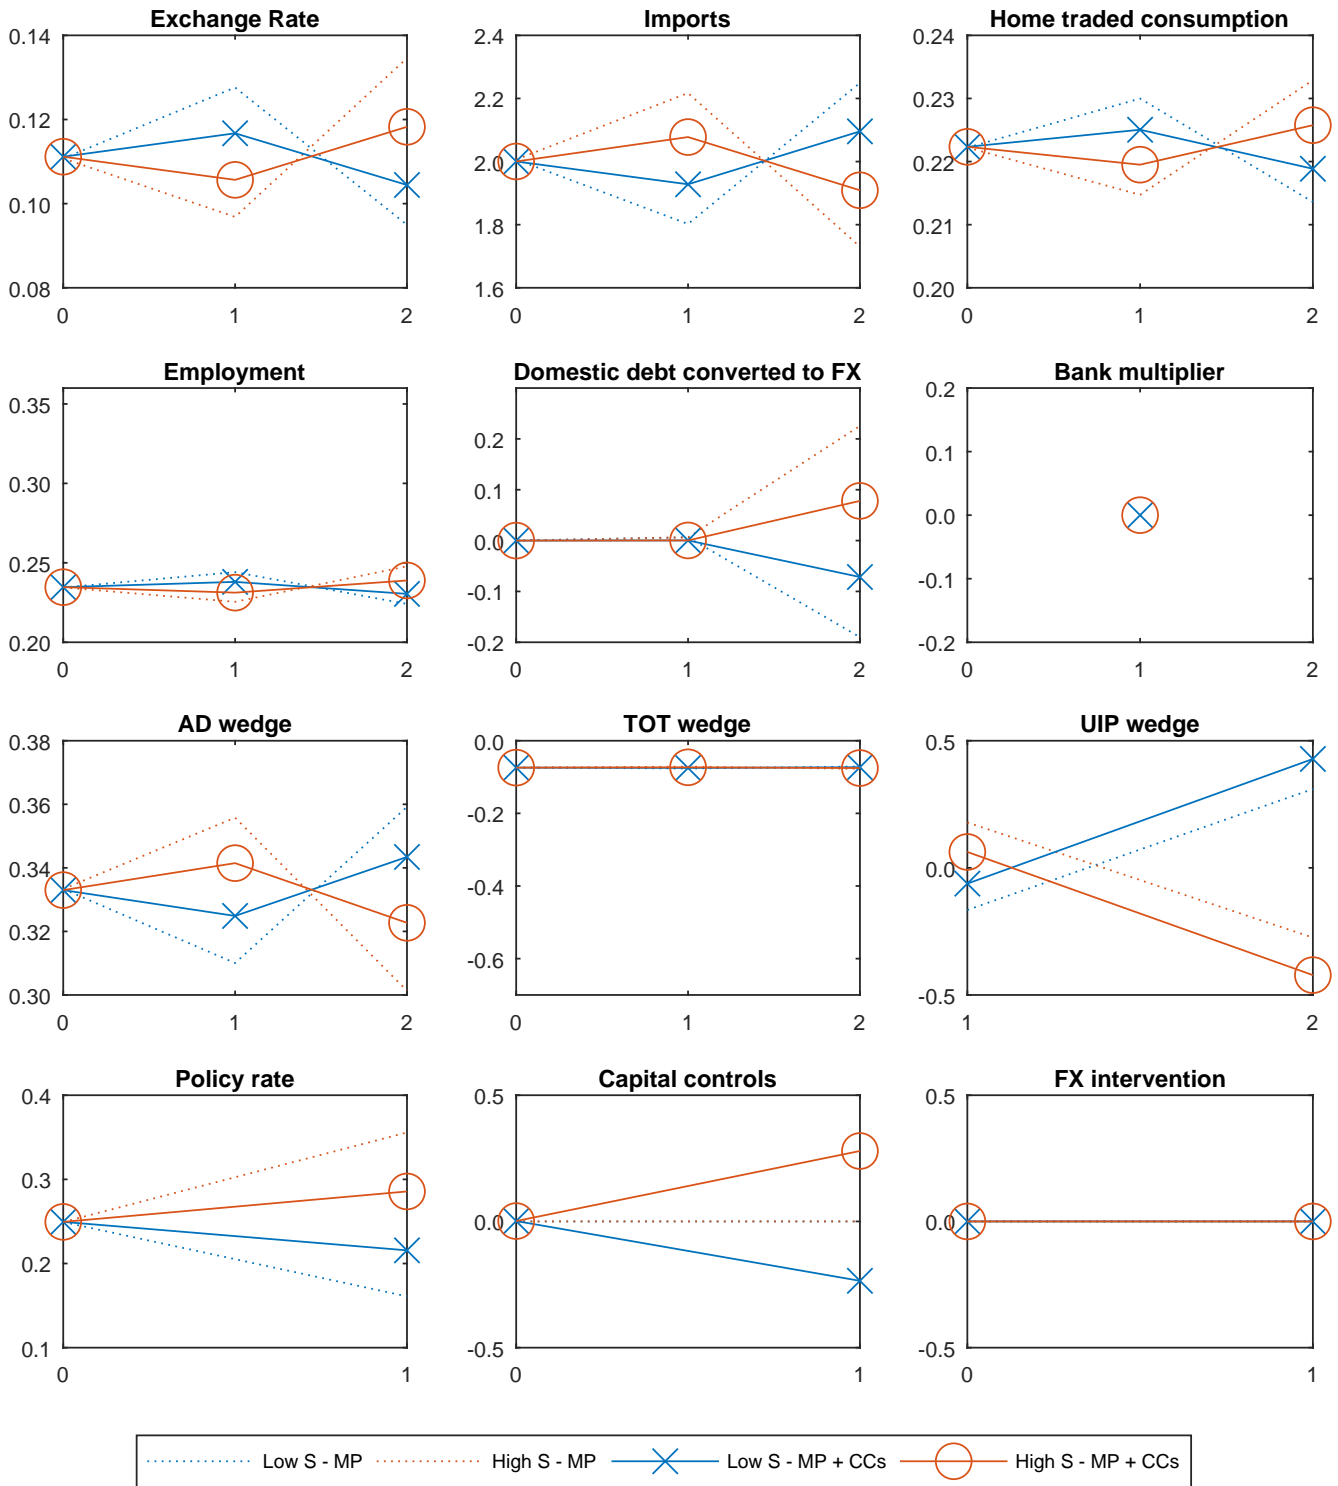 Exchange Rate Imports Home traded consumption
0.14 2.4 0.24
0.12 2.2 0.23
0.10 2.0 0.22
1.8 0.21
0.08 1.6 0.20
0 1 2 0 1 2 0 1 2
Employment Domestic debt converted to FX Bank multiplier
0.35 0.2 0.2
0.30 0.1 0.1
0.0 0.0
0.25 -0.1 -0.1
0.20 -0.2 -0.2
0 1 2 0 1 2 0 1 2
AD wedge TOT wedge UIP wedge
0.38 0.0 0.5
0.36 -0.2
0.34 -0.4 0.0
0.32 -0.6
0.30 -0.5
0 1 2 0 1 2 1 2
Policy rate Capital controls FX intervention
0.4 0.5 0.5
0.3
0.0 0.0
0.2
0.1 -0.5 -0.5
0 1 0 1 0 1
Low S - MP High S - MP Low S - MP + CCs High S - MP + CCs